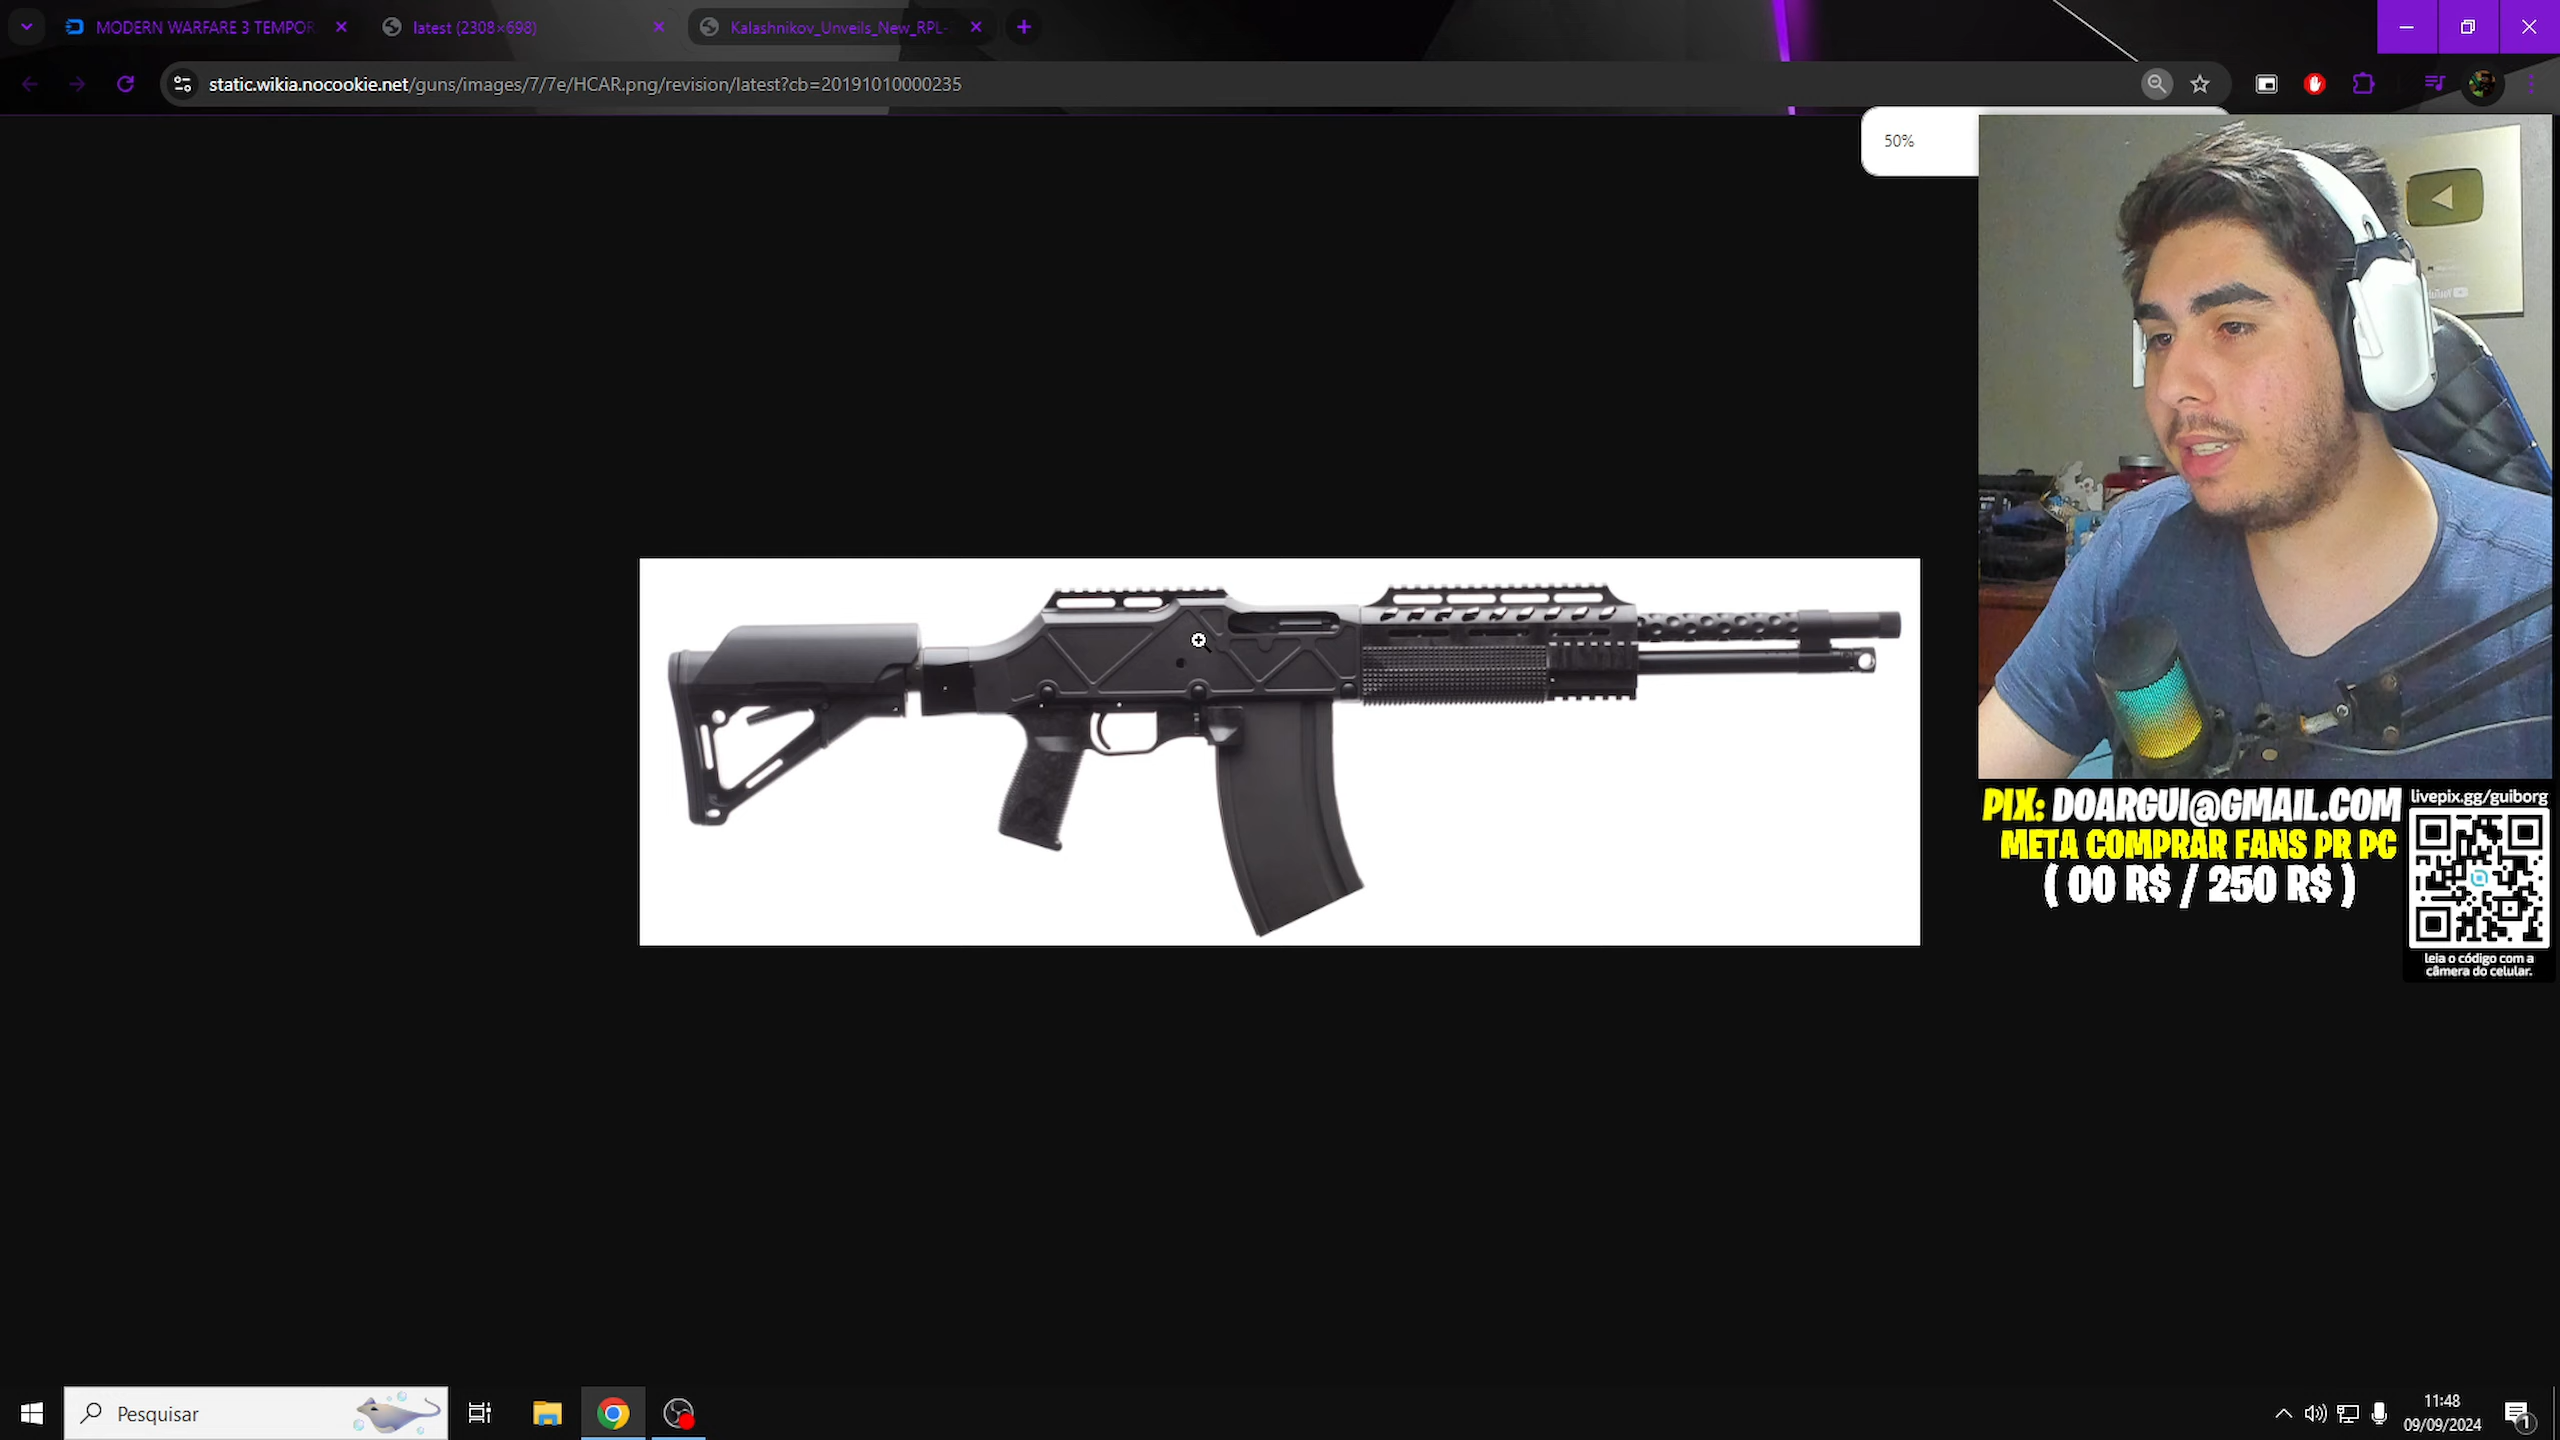 MODERN WARFARE 3 TEMPOR
latest (2308×698)
Kalashnikov_Unveils_New_RPL-
static.wikia.nocookie.net/guns/images/7/7e/HCAR.png/revision/latest?cb=20191010000235
50%
PIX: DOARGUI@GMAIL.COM
META COMPRAR FANS PR PC
( 00 R$ / 250 R$ )
livepix.gg/guiborg
leia o código com a
câmera do celular.
Pesquisar
11:48
09/09/2024
1